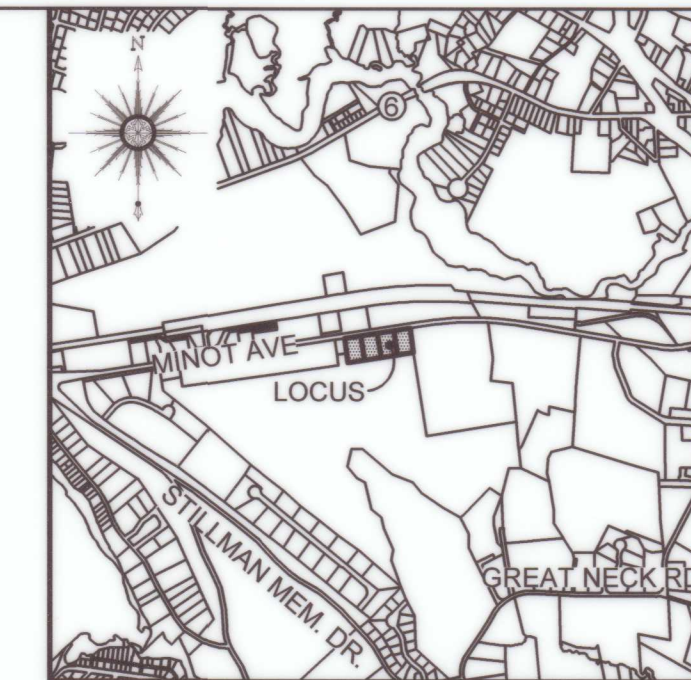 N
6
MINOT AVE
LOCUS
STILLMAN MEM. DR.
GREAT NECK RD